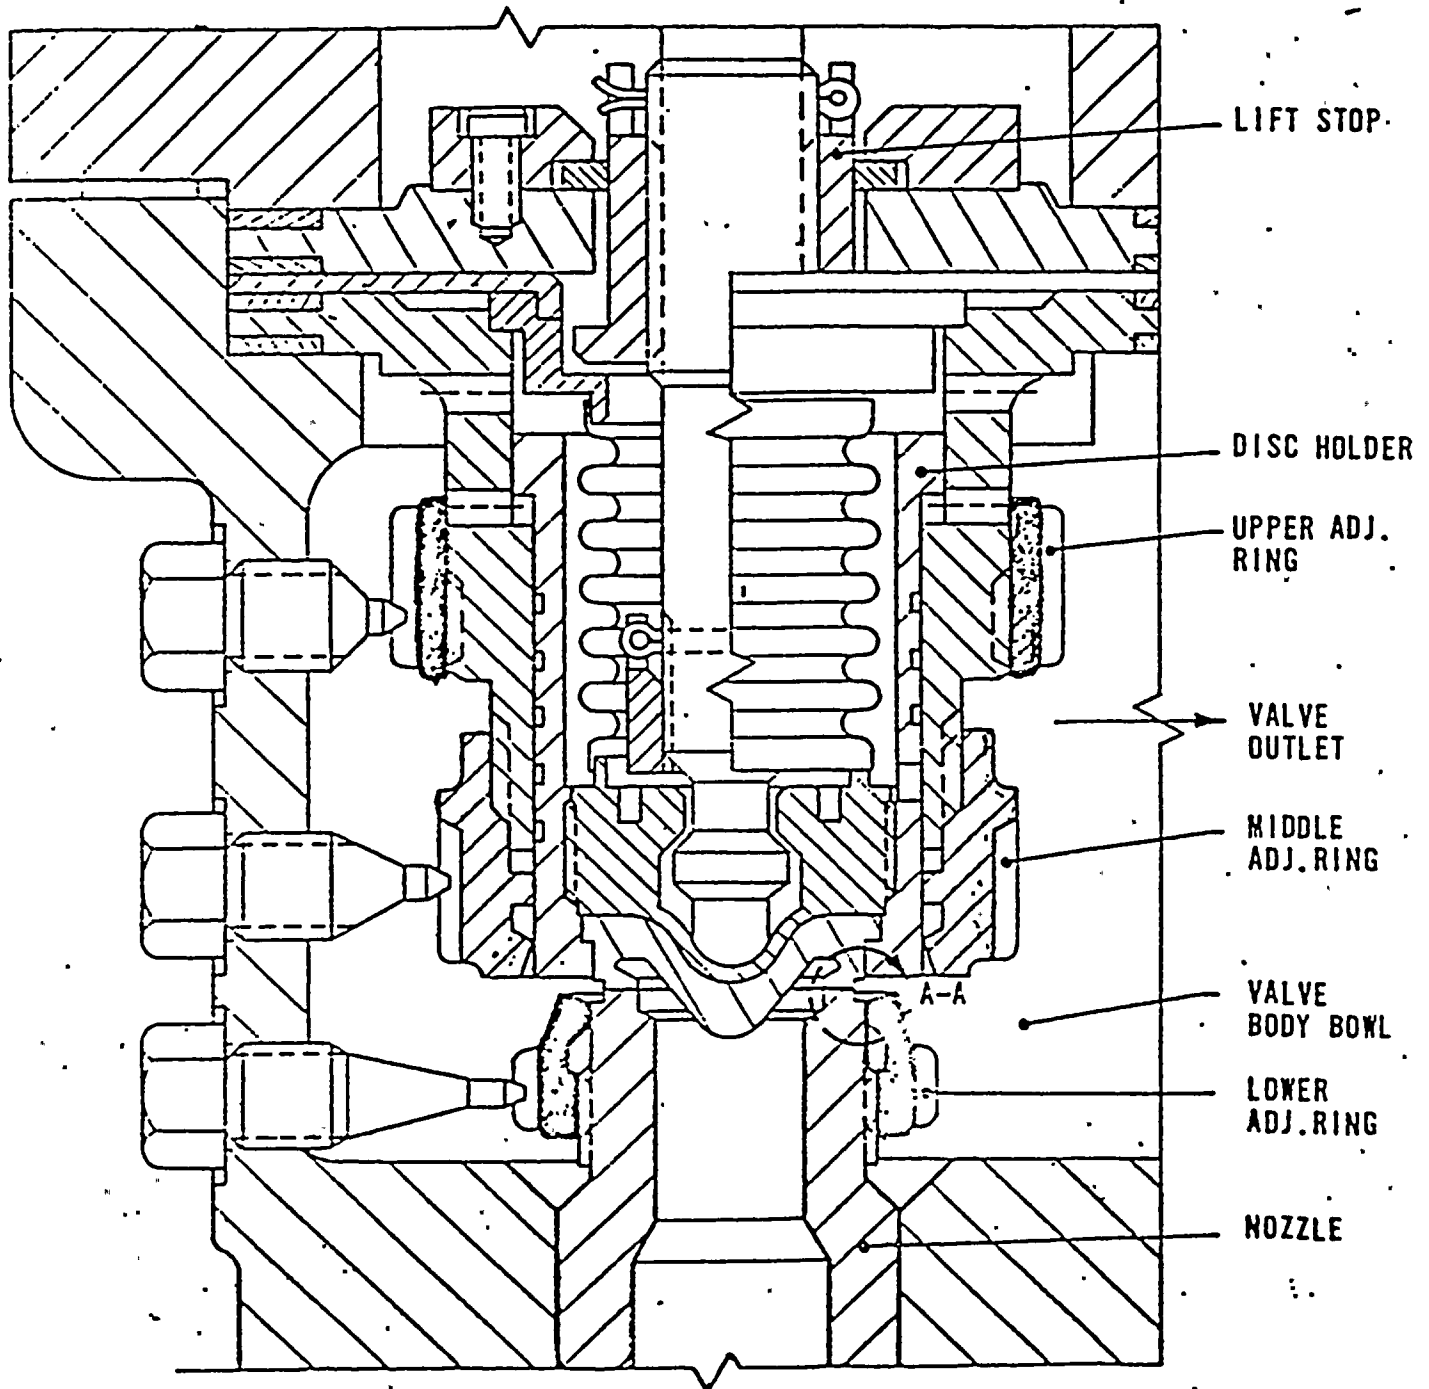 LIFT STOP
DISC HOLDER
UPPER ADJ.
RING
VALVE
OUTLET
MIDDLE
ADJ.RING
A-A
VALVE
BODY BOWL
LOWER
ADJ.RING
NOZZLE